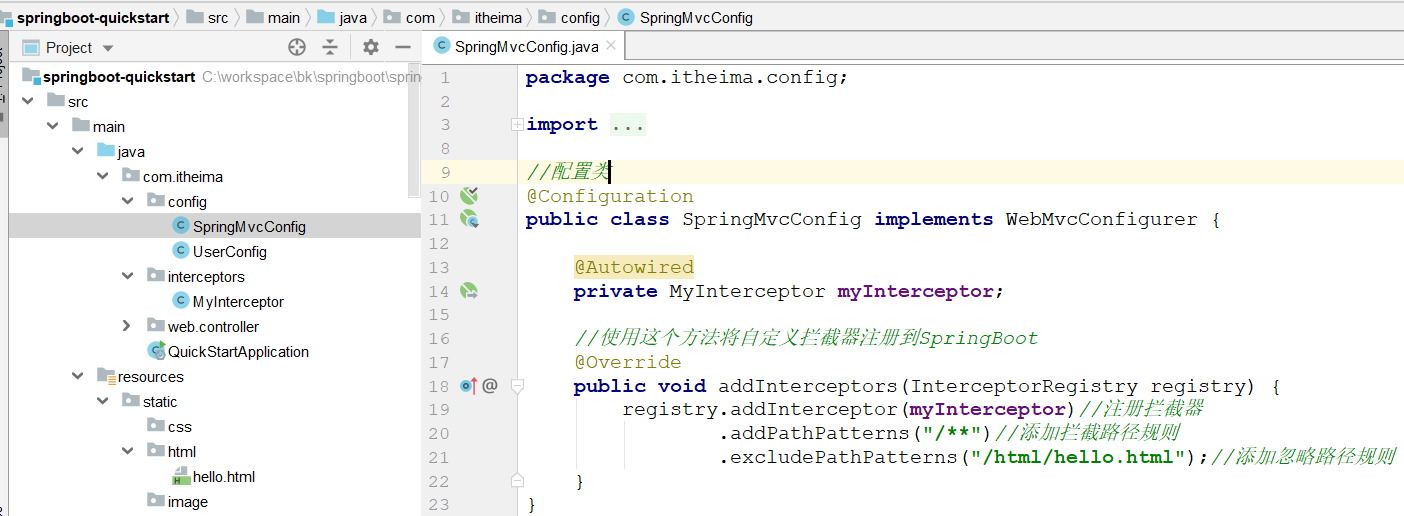 springboot-quickstart src main java com itheima config SpringMvcConfig
Project
SpringMvcConfig.java
springboot-quickstart C:\workspace\bk\springboot\spring
src
main
java
com.itheima
config
SpringMvcConfig
UserConfig
interceptors
MyInterceptor
web.controller
QuickStartApplication
resources
static
css
html
hello.html
image
1 package com.itheima.config;
2
3 import ...
8
9 //配置类
10 @Configuration
11 public class SpringMvcConfig implements WebMvcConfigurer {
12
13 @Autowired
14 private MyInterceptor myInterceptor;
15
16 //使用这个方法将自定义拦截器注册到SpringBoot
17 @Override
18 @ public void addInterceptors(InterceptorRegistry registry) {
19 registry.addInterceptor(myInterceptor)//注册拦截器
20 .addPathPatterns("/**")//添加拦截路径规则
21 .excludePathPatterns("/html/hello.html");//添加忽略路径规则
22 }
23 }